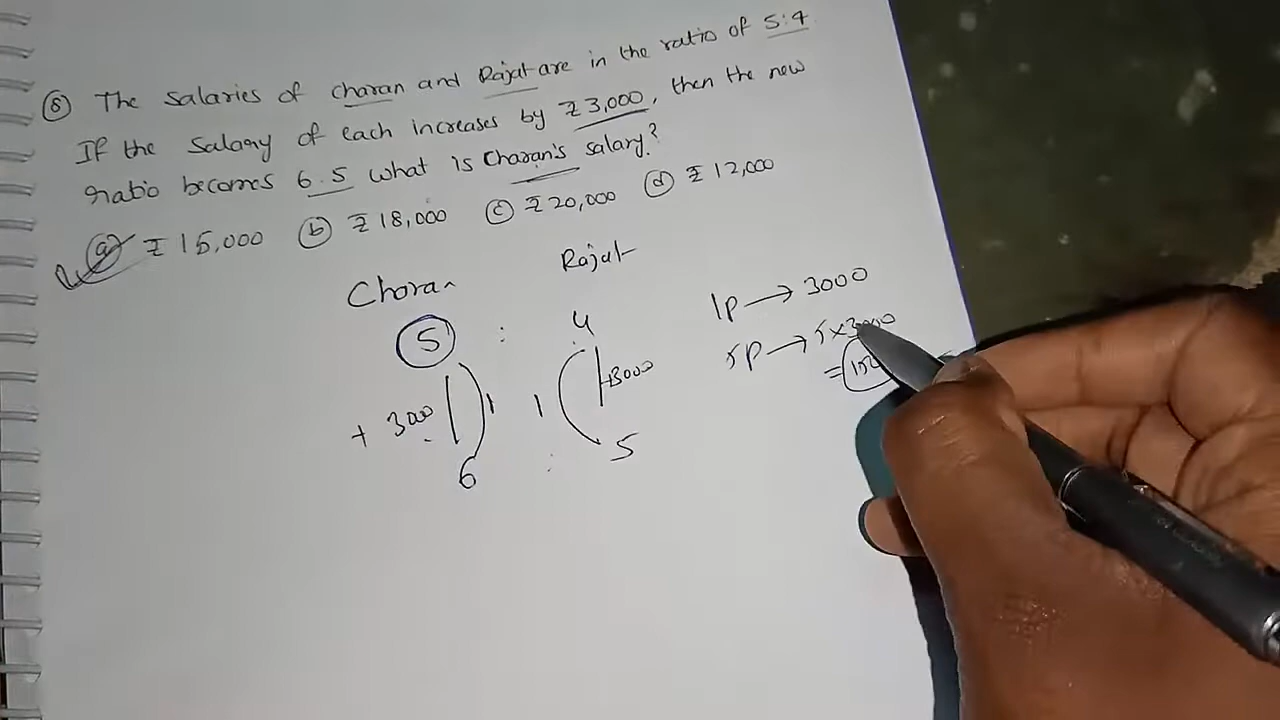 ⑧ The salaries of charan and Rajat are in the ratio of 5:4
If the salary of each increases by ₹3,000, then the new
ratio becomes 6.5 what is Charan's salary?
ⓐ ₹15,000 ⓑ ₹18,000 ⓒ ₹20,000 ⓓ ₹12,000
Charan Rajat
5 : 4
+ 3000 1 1 +3000
6 : 5
1p → 3000
5p → 5x3000
=